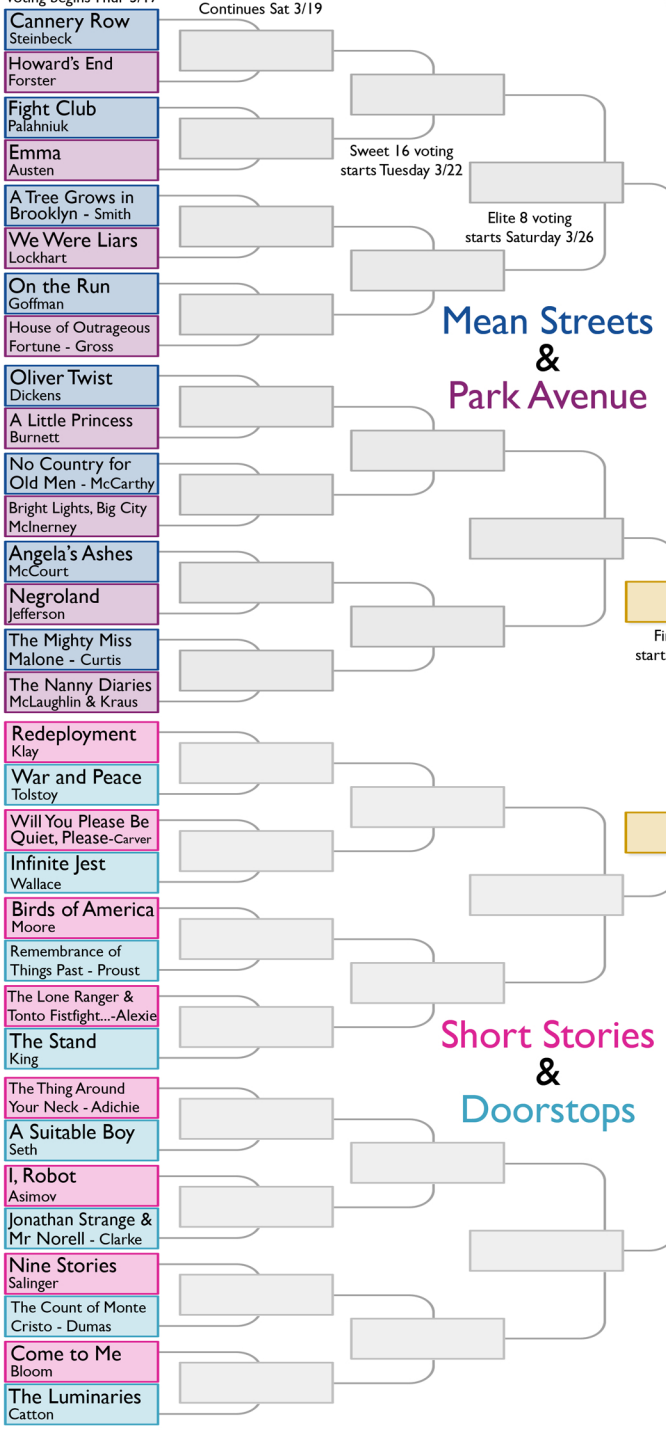 Voting begins Thur 3/17
Continues Sat 3/19
Cannery Row
Steinbeck
Howard's End
Forster
Fight Club
Palahniuk
Emma
Austen
Sweet 16 voting
starts Tuesday 3/22
A Tree Grows in
Brooklyn - Smith
We Were Liars
Lockhart
Elite 8 voting
starts Saturday 3/26
On the Run
Goffman
House of Outrageous
Fortune - Gross
Mean Streets
&
Park Avenue
Oliver Twist
Dickens
A Little Princess
Burnett
No Country for
Old Men - McCarthy
Bright Lights, Big City
McInerney
Angela's Ashes
McCourt
Negroland
Jefferson
The Mighty Miss
Malone - Curtis
The Nanny Diaries
McLaughlin & Kraus
Fi
start
Redeployment
Klay
War and Peace
Tolstoy
Will You Please Be
Quiet, Please-Carver
Infinite Jest
Wallace
Birds of America
Moore
Remembrance of
Things Past - Proust
The Lone Ranger &
Tonto Fistfight...-Alexie
The Stand
King
Short Stories
&
Doorstops
The Thing Around
Your Neck - Adichie
A Suitable Boy
Seth
I, Robot
Asimov
Jonathan Strange &
Mr Norell - Clarke
Nine Stories
Salinger
The Count of Monte
Cristo - Dumas
Come to Me
Bloom
The Luminaries
Catton